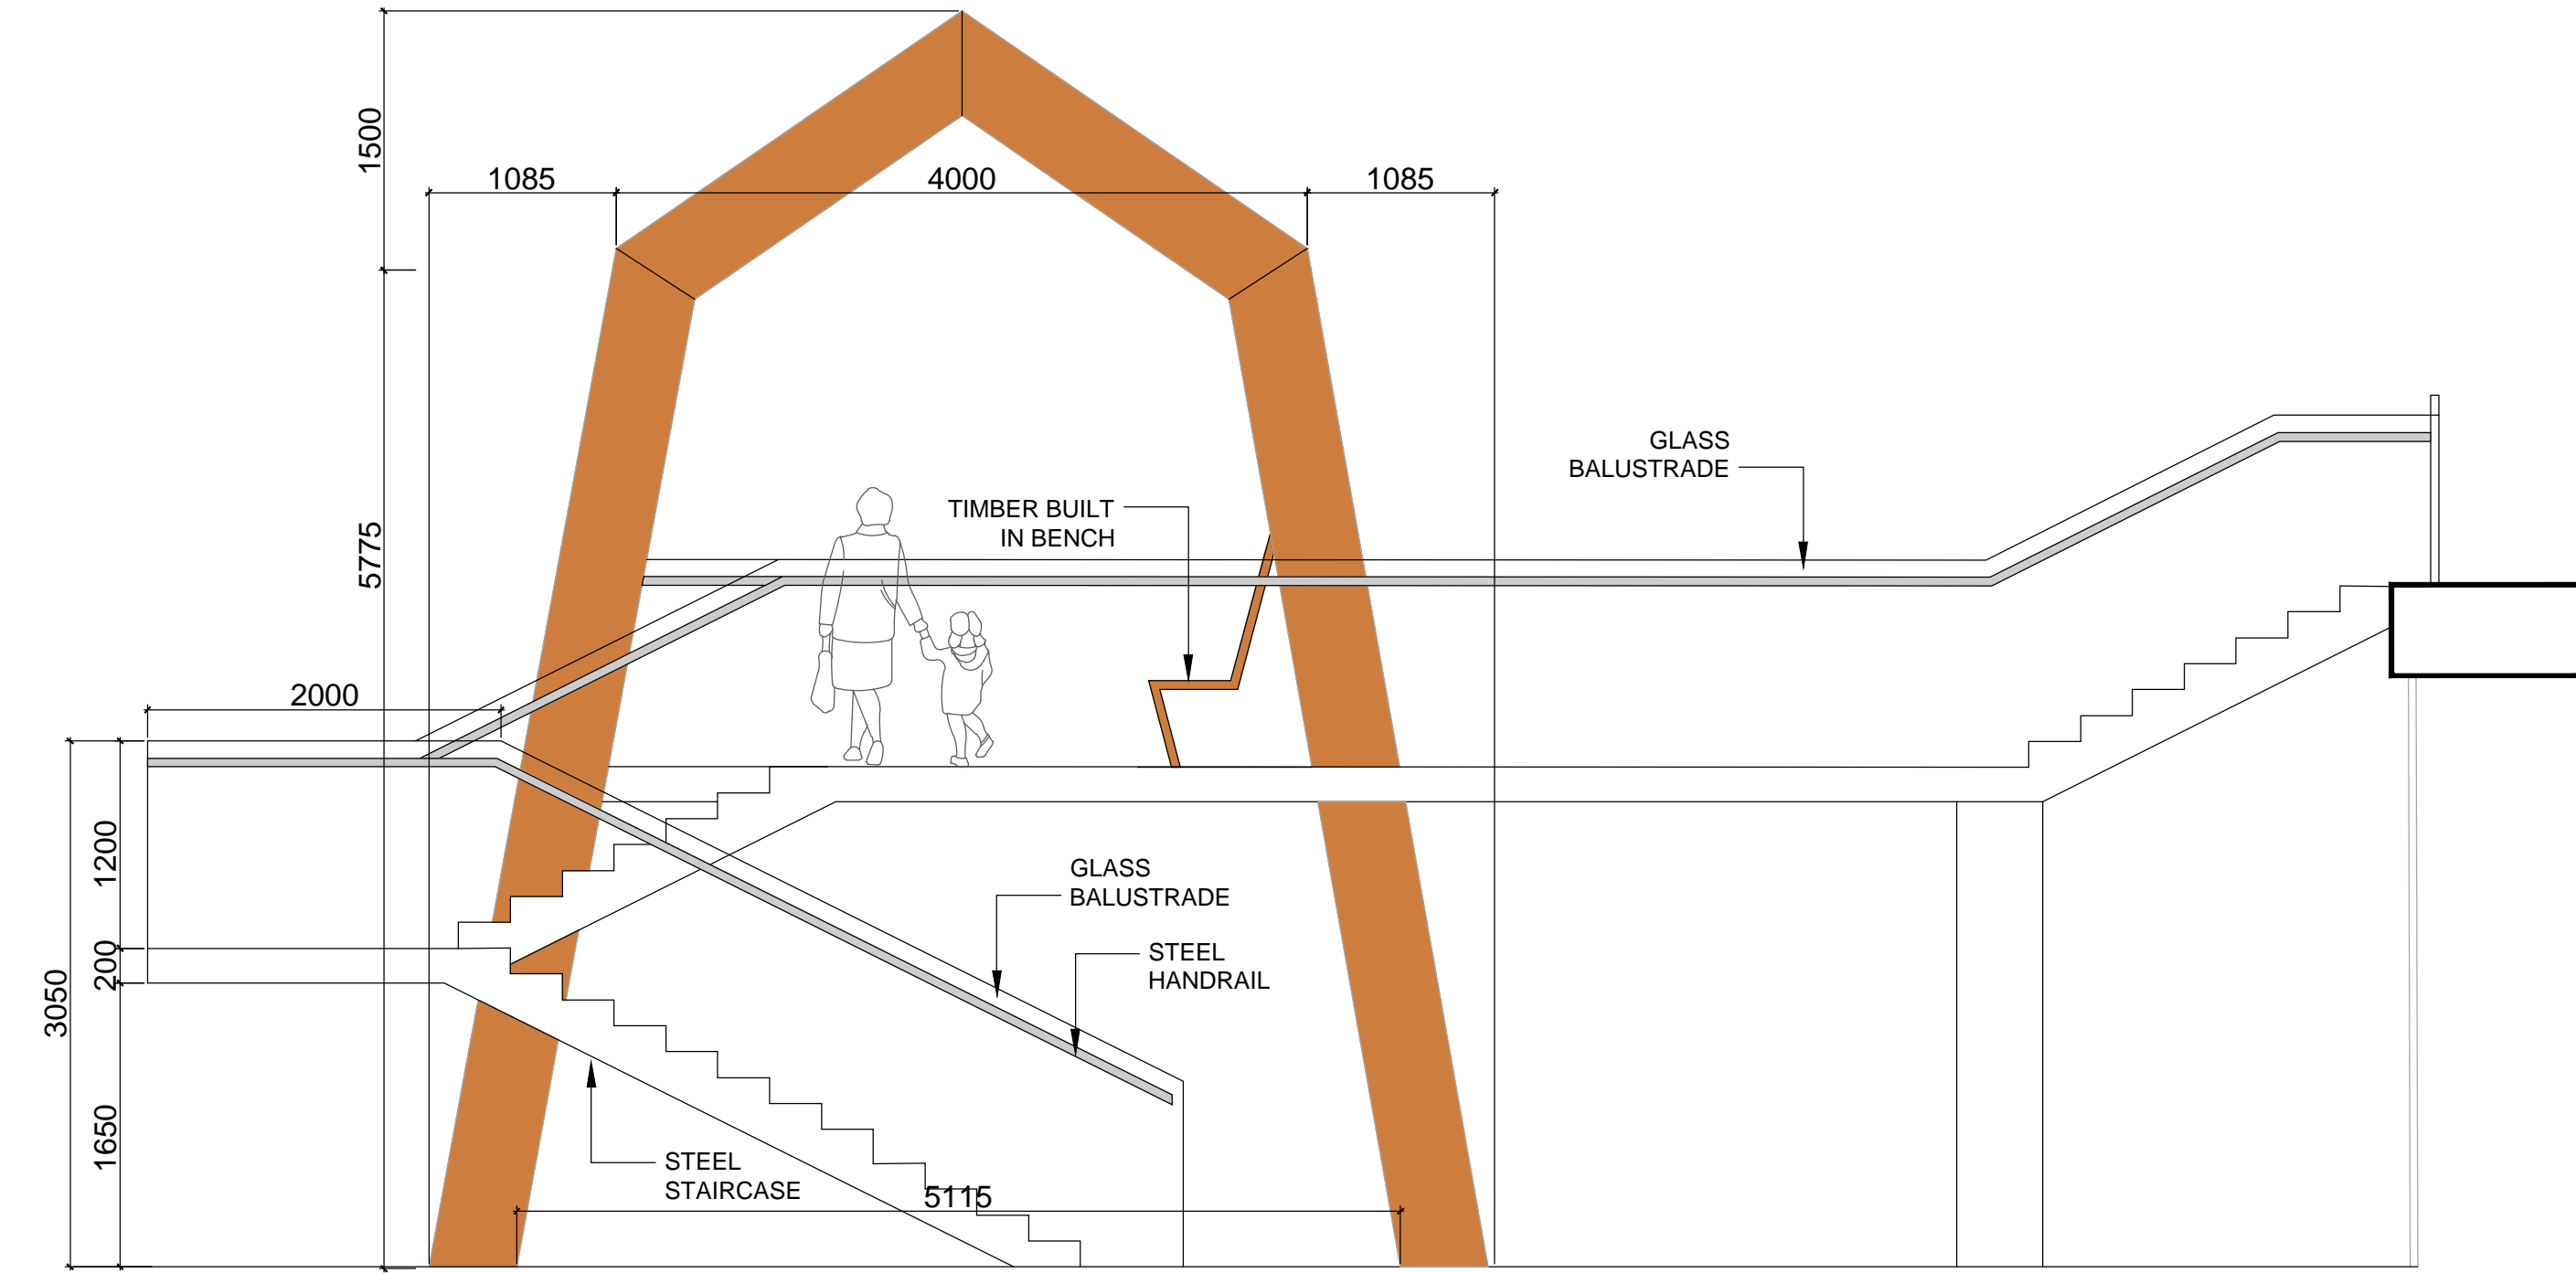 1500
1085
4000
1085
GLASS
BALUSTRADE
TIMBER BUILT
IN BENCH
5775
2000
1200
GLASS
BALUSTRADE
200
STEEL
HANDRAIL
3050
1650
STEEL
STAIRCASE
5115